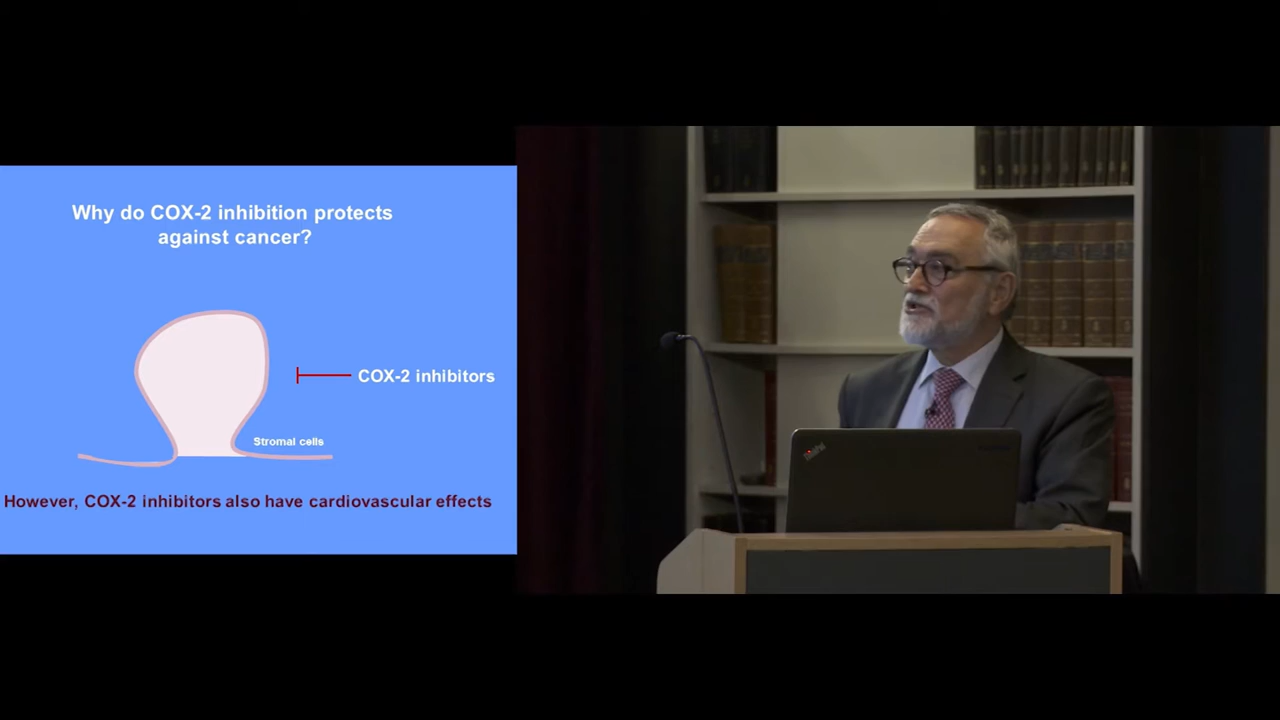 Why do COX-2 inhibition protects
against cancer?
COX-2 inhibitors
Stromal cells
However, COX-2 inhibitors also have cardiovascular effects